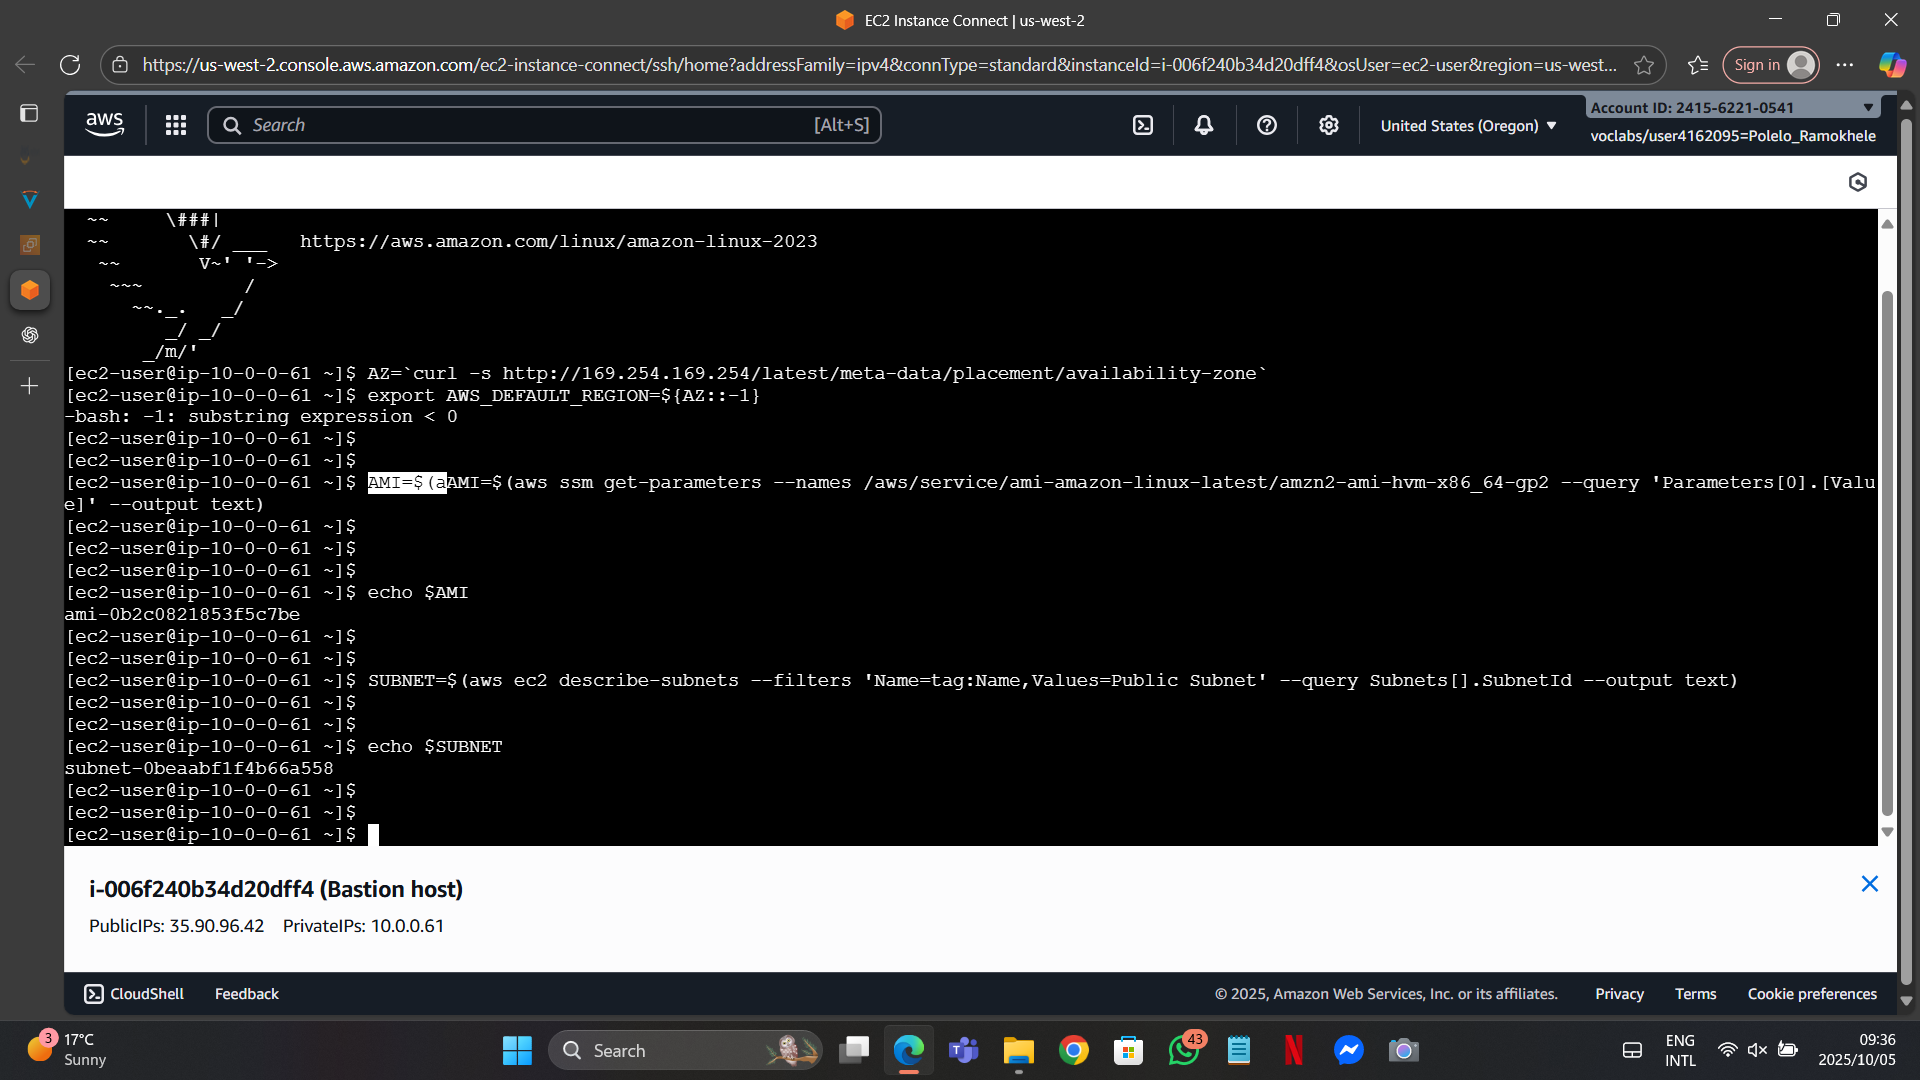 EC2 Instance Connect | us-west-2
https://us-west-2.console.aws.amazon.com/ec2-instance-connect/ssh/home?addressFamily=ipv4&connType=standard&instanceId=i-006f240b34d20dff4&osUser=ec2-user&region=us-west...
Sign in
aws
Search
[Alt+S]
United States (Oregon)
Account ID: 2415-6221-0541
voclabs/user4162095=Polelo_Ramokhele
~~      \###|
~~       \#/ ___   https://aws.amazon.com/linux/amazon-linux-2023
 ~~       V~' '->
  ~~~         /
    ~~._.   _/
       _/ _/
     _/m/'
[ec2-user@ip-10-0-0-61 ~]$ AZ=`curl -s http://169.254.169.254/latest/meta-data/placement/availability-zone`
[ec2-user@ip-10-0-0-61 ~]$ export AWS_DEFAULT_REGION=${AZ::-1}
-bash: -1: substring expression < 0
[ec2-user@ip-10-0-0-61 ~]$
[ec2-user@ip-10-0-0-61 ~]$
[ec2-user@ip-10-0-0-61 ~]$ AMI=$(aAMI=$(aws ssm get-parameters --names /aws/service/ami-amazon-linux-latest/amzn2-ami-hvm-x86_64-gp2 --query 'Parameters[0].[Valu
e]' --output text)
[ec2-user@ip-10-0-0-61 ~]$
[ec2-user@ip-10-0-0-61 ~]$
[ec2-user@ip-10-0-0-61 ~]$
[ec2-user@ip-10-0-0-61 ~]$ echo $AMI
ami-0b2c0821853f5c7be
[ec2-user@ip-10-0-0-61 ~]$
[ec2-user@ip-10-0-0-61 ~]$
[ec2-user@ip-10-0-0-61 ~]$ SUBNET=$(aws ec2 describe-subnets --filters 'Name=tag:Name,Values=Public Subnet' --query Subnets[].SubnetId --output text)
[ec2-user@ip-10-0-0-61 ~]$
[ec2-user@ip-10-0-0-61 ~]$
[ec2-user@ip-10-0-0-61 ~]$ echo $SUBNET
subnet-0beaabf1f4b66a558
[ec2-user@ip-10-0-0-61 ~]$
[ec2-user@ip-10-0-0-61 ~]$
[ec2-user@ip-10-0-0-61 ~]$
i-006f240b34d20dff4 (Bastion host)
PublicIPs: 35.90.96.42 PrivateIPs: 10.0.0.61
CloudShell
Feedback
© 2025, Amazon Web Services, Inc. or its affiliates.
Privacy
Terms
Cookie preferences
3
17°C
Sunny
Search
43
ENG
INTL
09:36
2025/10/05